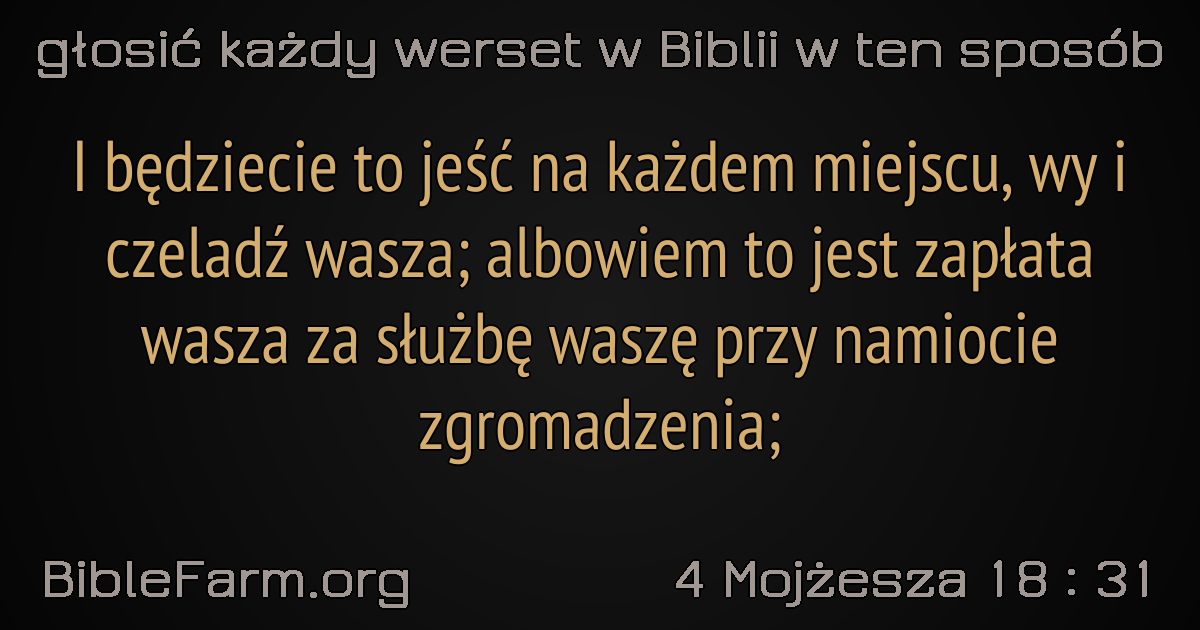 głosić każdy werset w Biblii w ten sposób
I będziecie to jeść na każdem miejscu, wy i
czeladź wasza; albowiem to jest zapłata
wasza za służbę waszę przy namiocie
zgromadzenia;
BibleFarm.org
4 Mojżesza 18 : 31